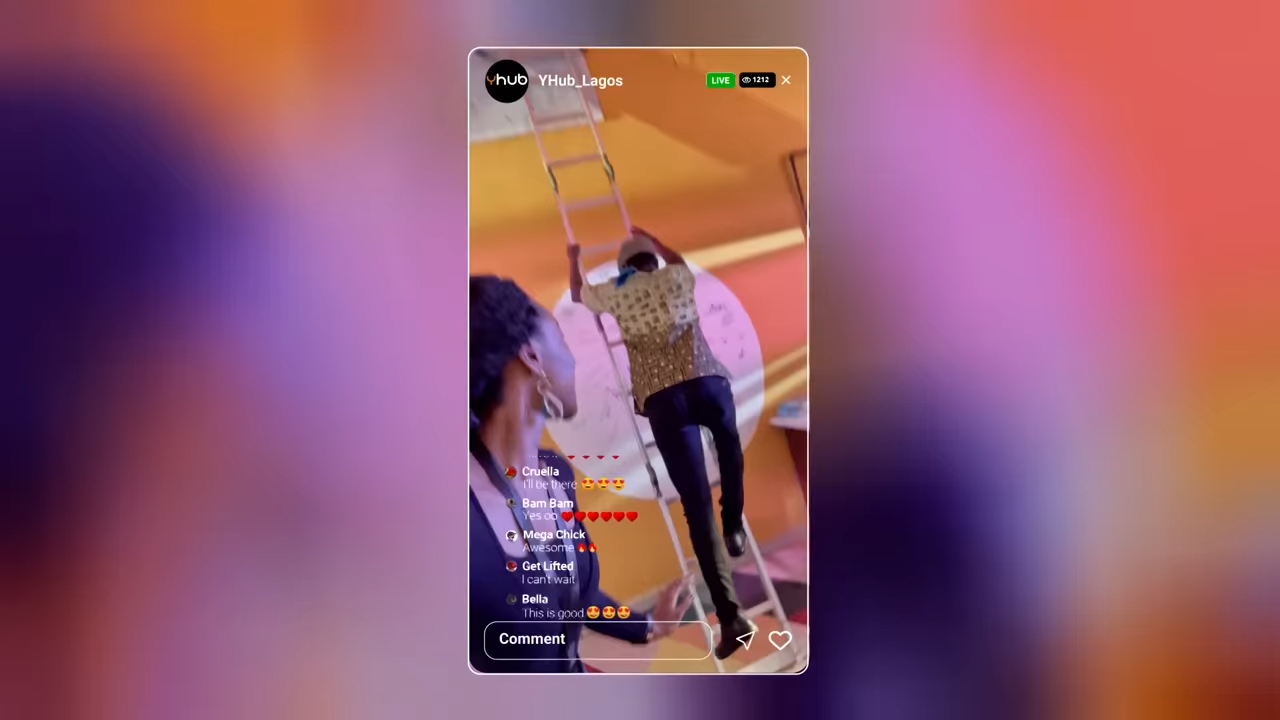 Yhub
YHub_Lagos
LIVE
1212
Cruella
I'll be there 😍😍😍
Bam Bam
Yes oo ❤️❤️❤️❤️❤️❤️
Mega Chick
Awesome 🔥🔥
Get Lifted
I can't wait
Bella
This is good 😍😍😍
Comment